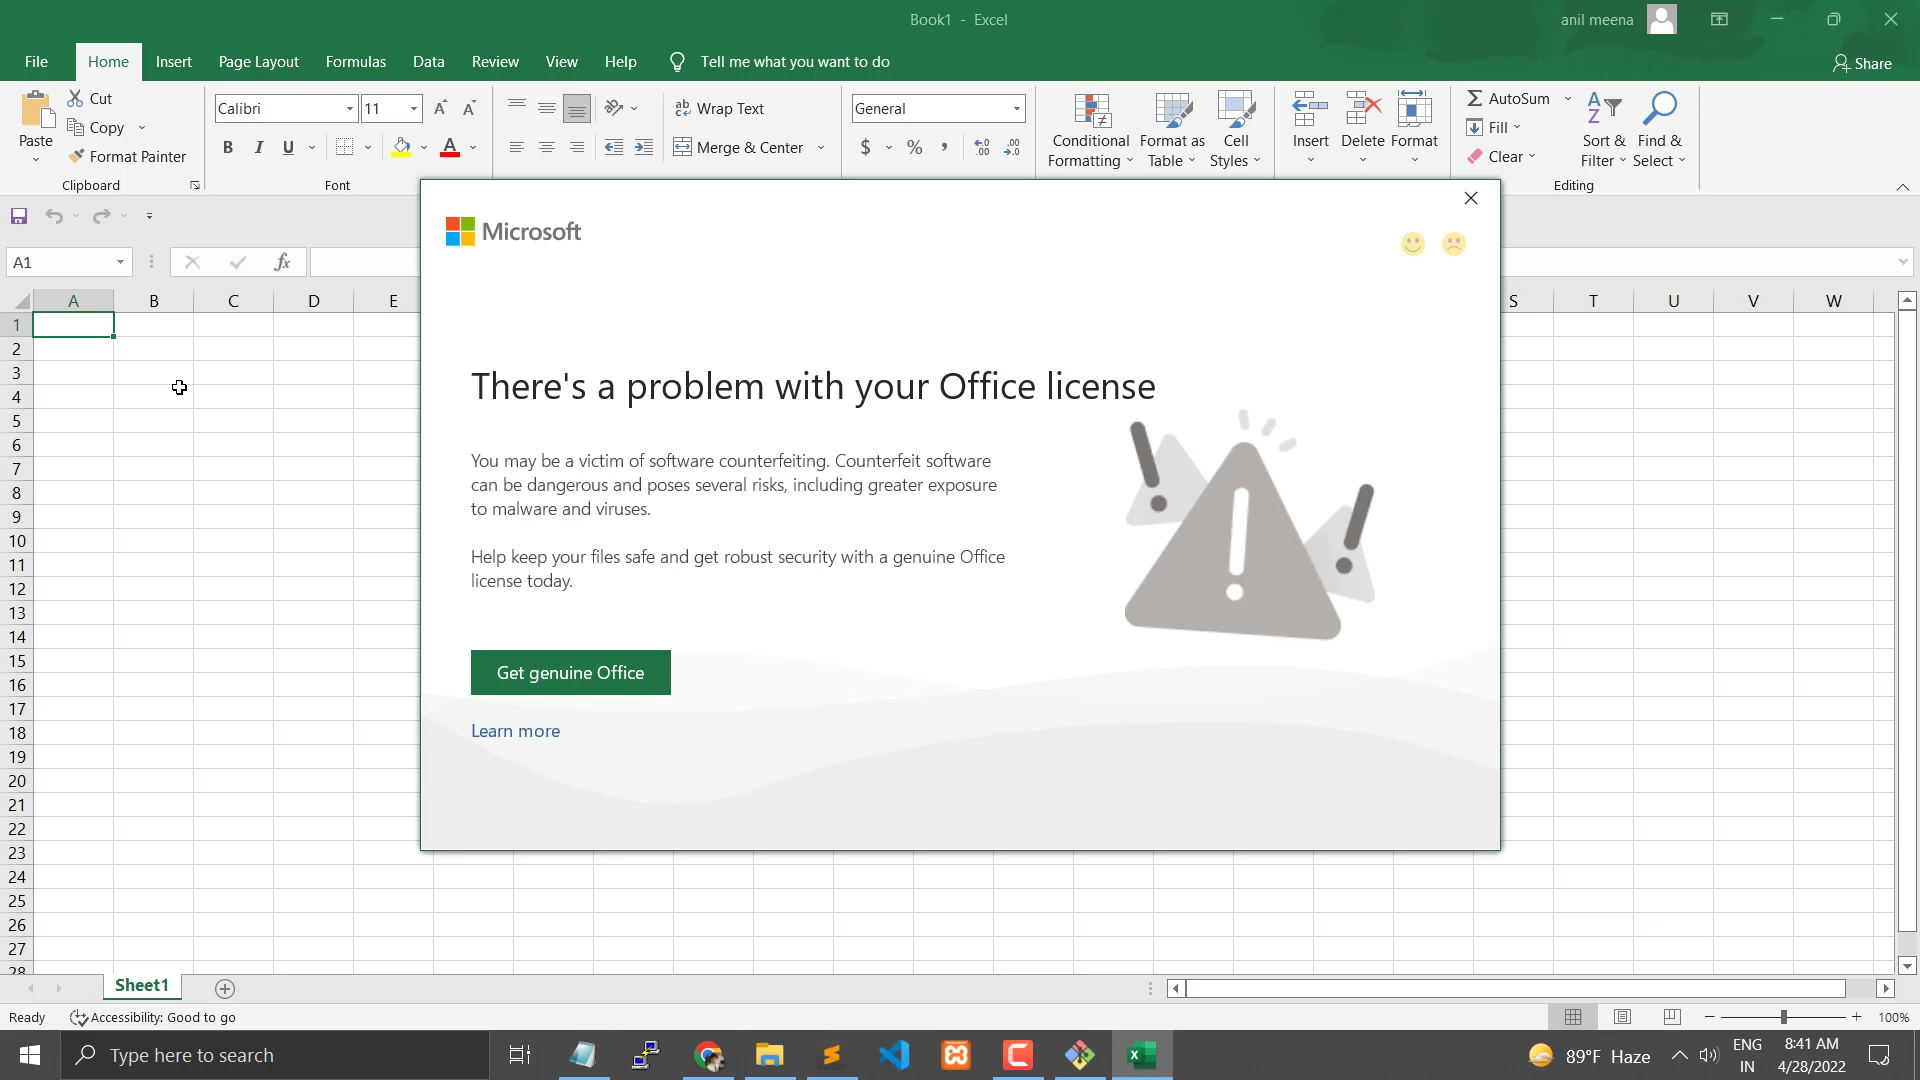 Book1 - Excel
anil meena
File Home Insert Page Layout Formulas Data Review View Help Tell me what you want to do
Share
Paste
Cut
Copy
Format Painter
Clipboard
Calibri 11
B I U
A
Font
ab Wrap Text
Merge & Center
General
$ % ,
Conditional Formatting
Format as Table
Cell Styles
Insert
Delete
Format
AutoSum
Fill
Clear
Sort & Filter
Find & Select
Editing
A1
fx
A B C D E S T U V W
Microsoft
There's a problem with your Office license
You may be a victim of software counterfeiting. Counterfeit software
can be dangerous and poses several risks, including greater exposure
to malware and viruses.
Help keep your files safe and get robust security with a genuine Office
license today.
Get genuine Office
Learn more
1
2
3
4
5
6
7
8
9
10
11
12
13
14
15
16
17
18
19
20
21
22
23
24
25
26
27
28
Sheet1
Ready
Accessibility: Good to go
100%
Type here to search
89°F Haze
ENG
IN
8:41 AM
4/28/2022